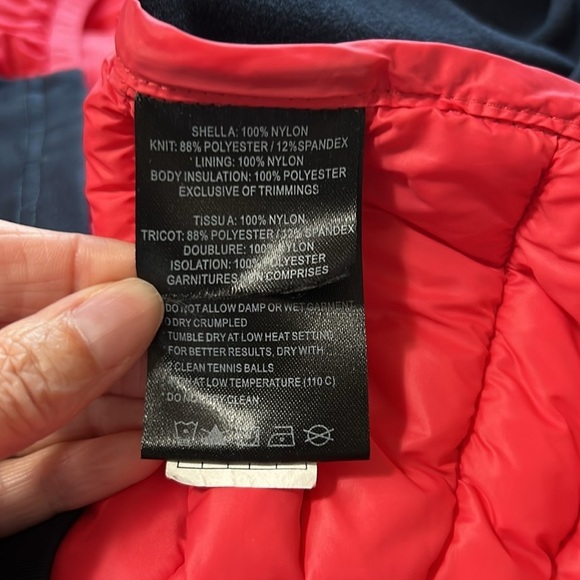 SHELLA: 100% NYLON
KNIT: 88% POLYESTER / 12%SPANDEX
LINING: 100% NYLON
BODY INSULATION: 100% POLYESTER
EXCLUSIVE OF TRIMMINGS
TISSU A: 100% NYLON
TRICOT: 88% POLYESTER / 12% SPANDEX
DOUBLURE: 100% NYLON
ISOLATION: 100% POLYESTER
GARNITURES NON COMPRISES
DO NOT ALLOW DAMP OR WET GARMENT
DRY CRUMPLED
TUMBLE DRY AT LOW HEAT SETTING
* FOR BETTER RESULTS, DRY WITH
2 CLEAN TENNIS BALLS
AT LOW TEMPERATURE (110 C)
* DO NOT DRY CLEAN